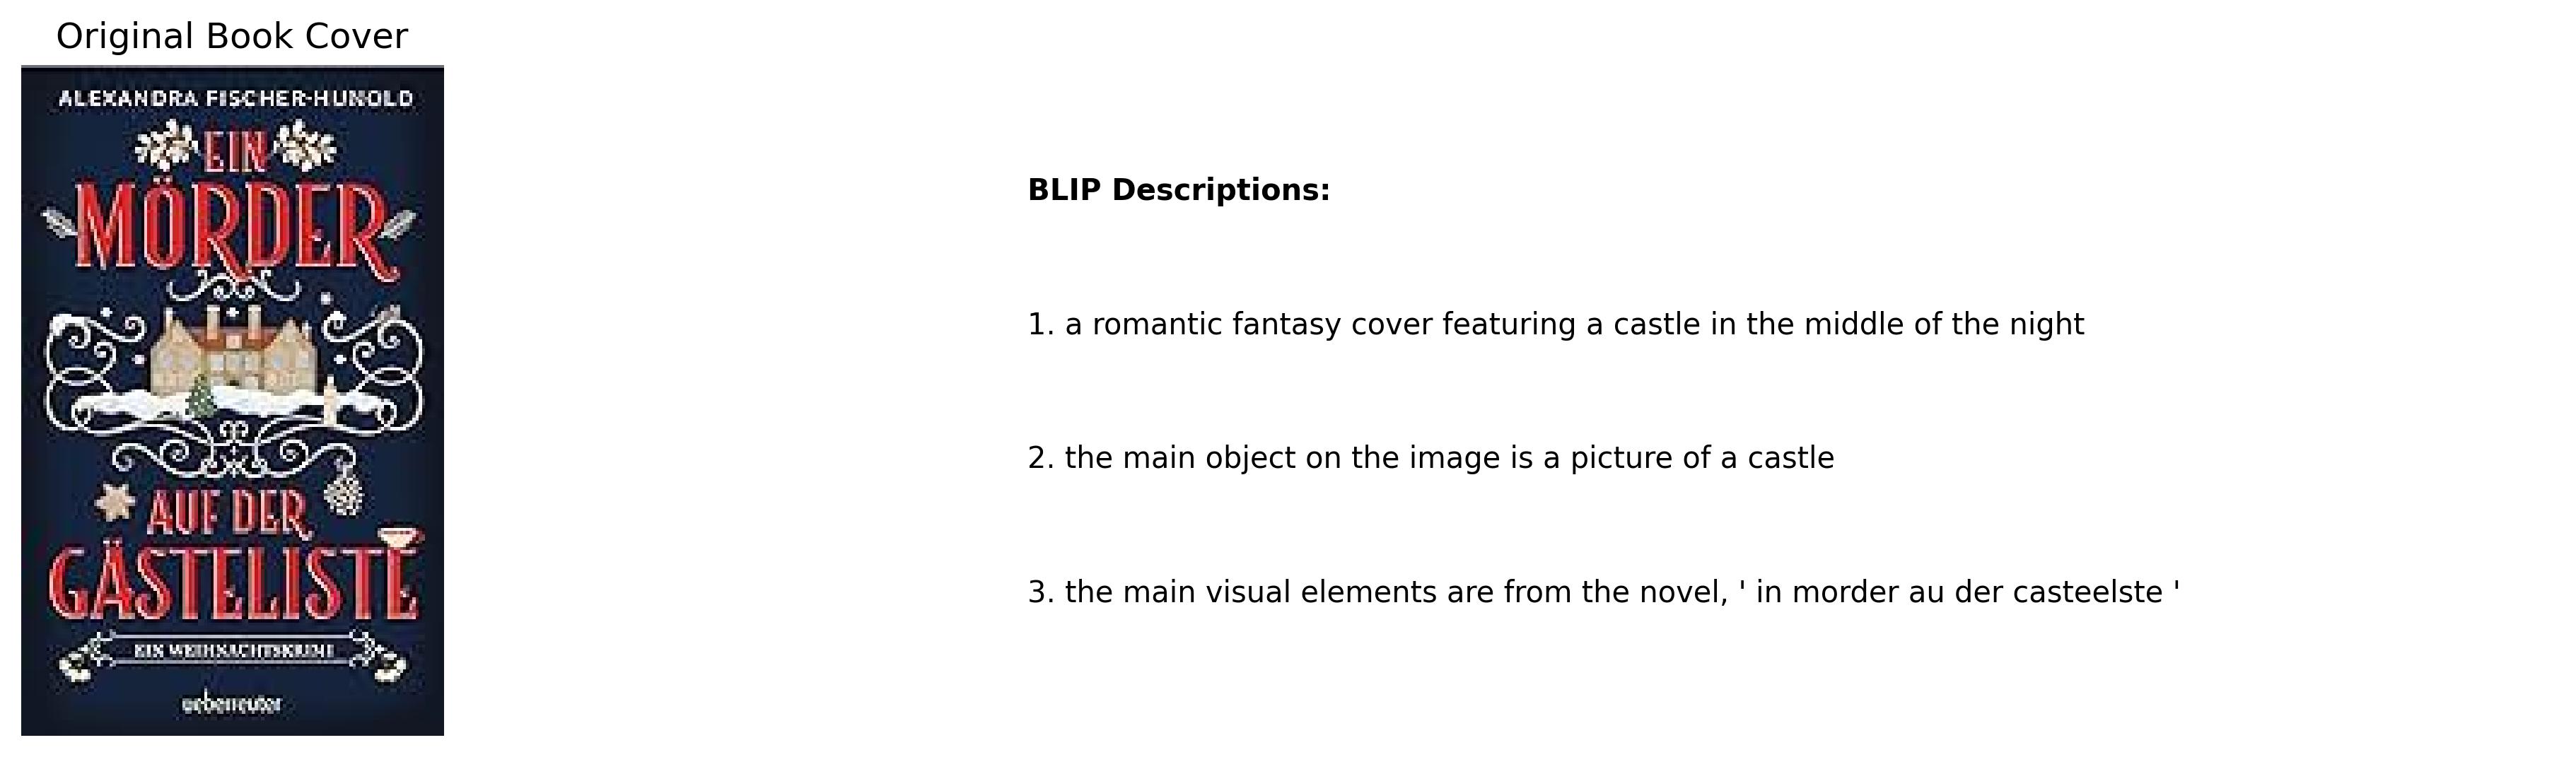 Original Book Cover
ALEXANDRA FISCHER-HUNOLD
EIN
MÖRDER
AUF DER
GÄSTELISTE
EIN WEIHNACHTSKRIMI
ueberreuter
BLIP Descriptions:
1. a romantic fantasy cover featuring a castle in the middle of the night
2. the main object on the image is a picture of a castle
3. the main visual elements are from the novel, ' in morder au der casteelste '